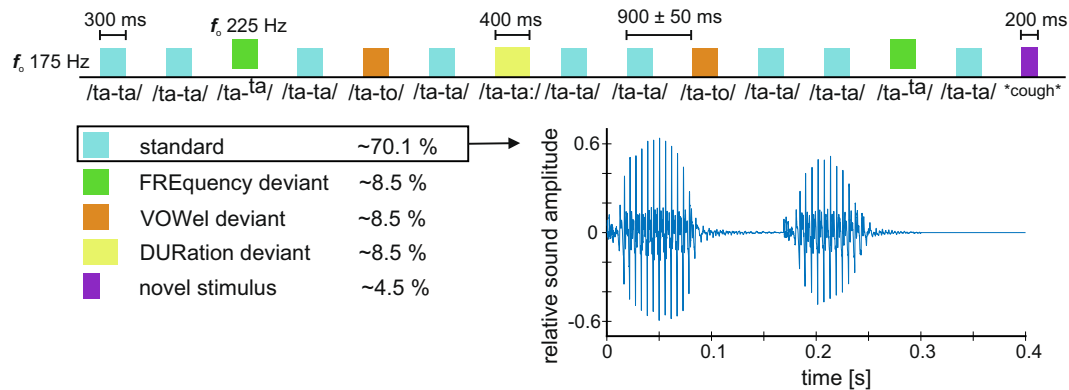 300 ms
fo 225 Hz
400 ms
900 ± 50 ms
200 ms
fo 175 Hz
/ta-ta/ /ta-ta/ /ta-ta/ /ta-ta/ /ta-to/ /ta-ta/ /ta-ta:/ /ta-ta/ /ta-ta/ /ta-to/ /ta-ta/ /ta-ta/ /ta-ta/ /ta-ta/ *cough*
standard ~70.1 %
FREquency deviant ~8.5 %
VOWel deviant ~8.5 %
DURation deviant ~8.5 %
novel stimulus ~4.5 %
relative sound amplitude
0.6
0
-0.6
0 0.1 0.2 0.3 0.4
time [s]